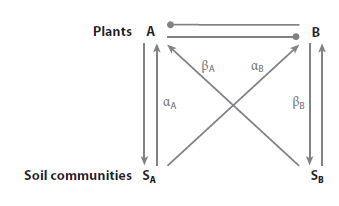 Plants A B
βA αB
αA βB
Soil communities SA SB